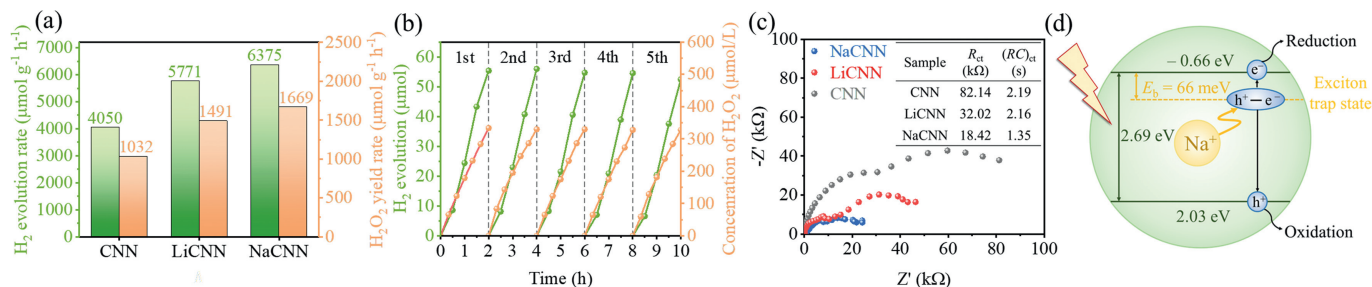 (a)
H₂ evolution rate (μmol g⁻¹ h⁻¹)
7000
6000
5000
4000
3000
2000
1000
0
4050
1032
5771
1491
6375
1669
CNN
LiCNN
NaCNN
2500
2000
1500
1000
500
0
H₂O₂ yield rate (μmol g⁻¹ h⁻¹)
(b)
H₂ evolution (μmol)
60
50
40
30
20
10
0
1st
2nd
3rd
4th
5th
0 1 2 3 4 5 6 7 8 9 10
Time (h)
600
500
400
300
200
100
0
Concreration of H₂O₂ (μmol/L)
(c)
-Z' (kΩ)
100
80
60
40
20
0
NaCNN
LiCNN
CNN
Sample Rct (kΩ) (RC)ct (s)
CNN 82.14 2.19
LiCNN 32.02 2.16
NaCNN 18.42 1.35
0 20 40 60 80 100
Z' (kΩ)
(d)
− 0.66 eV
e⁻
Reduction
Eb = 66 meV
h⁺ — e⁻
Exciton
trap state
2.69 eV
Na⁺
h⁺
2.03 eV
Oxidation